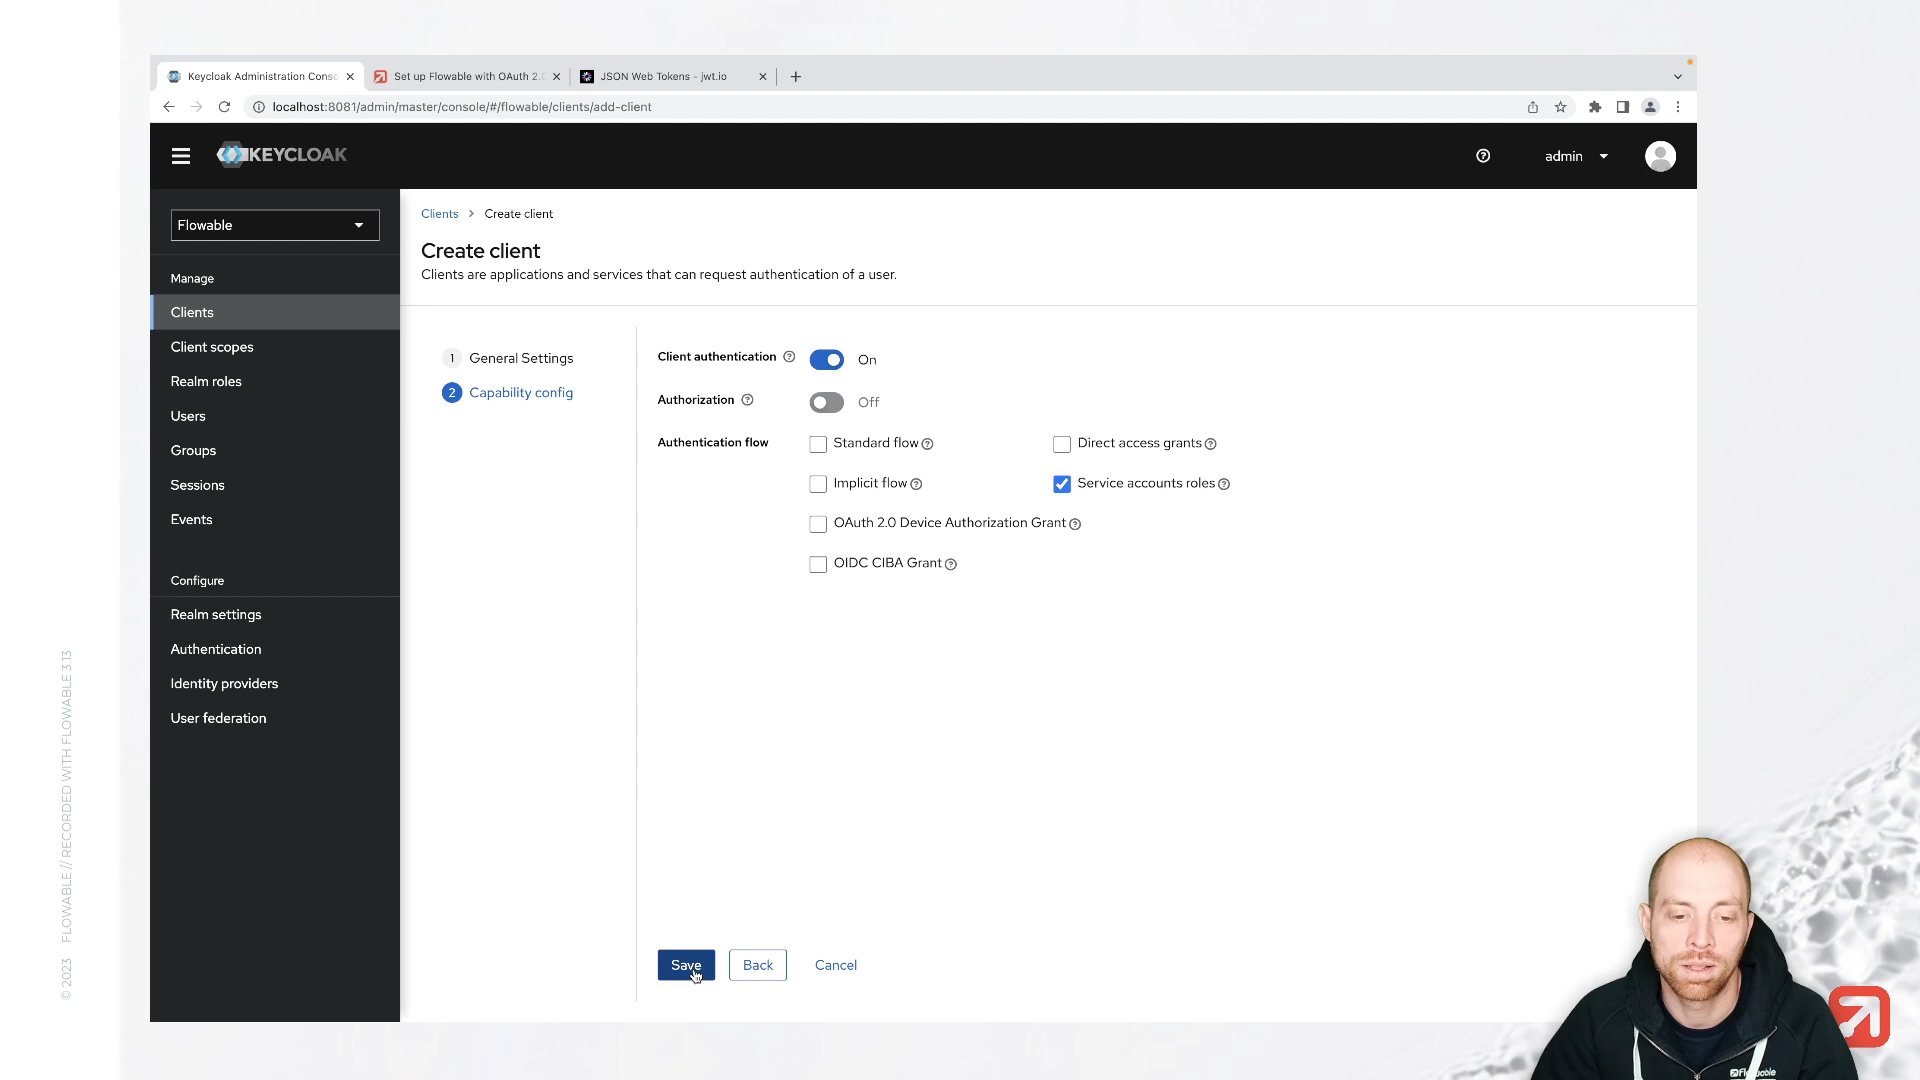 Keycloak Administration Conso
Set up Flowable with OAuth 2.
JSON Web Tokens - jwt.io
localhost:8081/admin/master/console/#/flowable/clients/add-client
KEYCLOAK
admin
Flowable
Manage
Clients
Client scopes
Realm roles
Users
Groups
Sessions
Events
Configure
Realm settings
Authentication
Identity providers
User federation
Clients > Create client
Create client
Clients are applications and services that can request authentication of a user.
1 General Settings
2 Capability config
Client authentication
On
Authorization
Off
Authentication flow
Standard flow
Direct access grants
Implicit flow
Service accounts roles
OAuth 2.0 Device Authorization Grant
OIDC CIBA Grant
Save
Back
Cancel
© 2023 FLOWABLE // RECORDED WITH FLOWABLE 3.13
Flowable